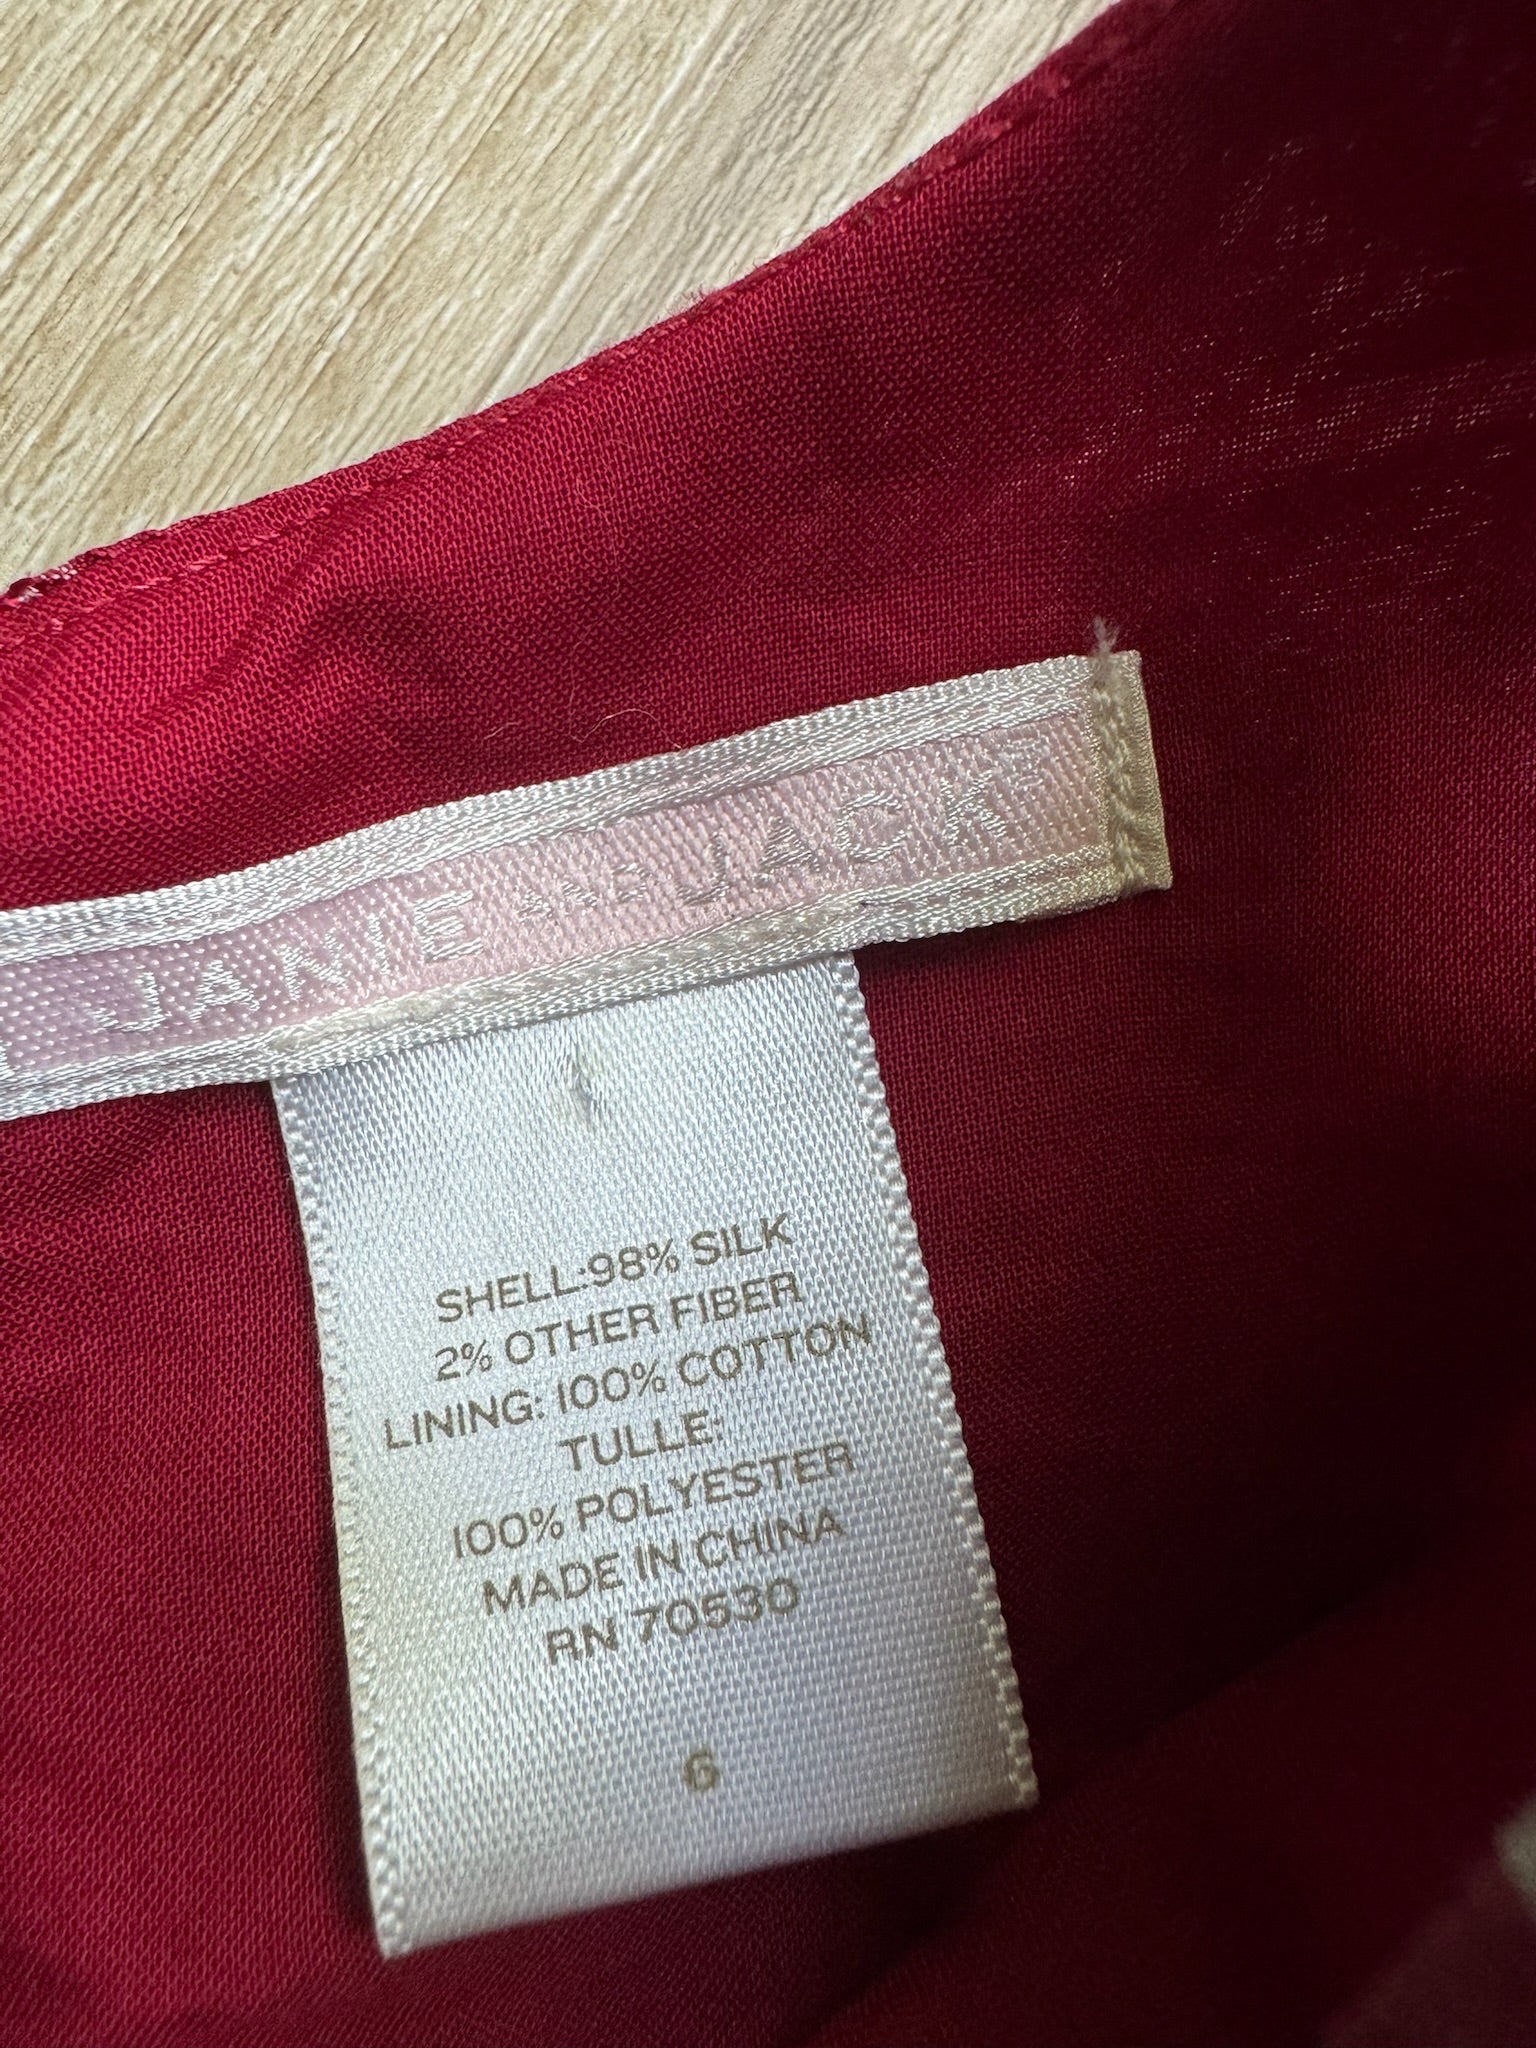 JANIE AND JACK®
SHELL:98% SILK
2% OTHER FIBER
LINING: 100% COTTON
TULLE:
100% POLYESTER
MADE IN CHINA
RN 70530
6